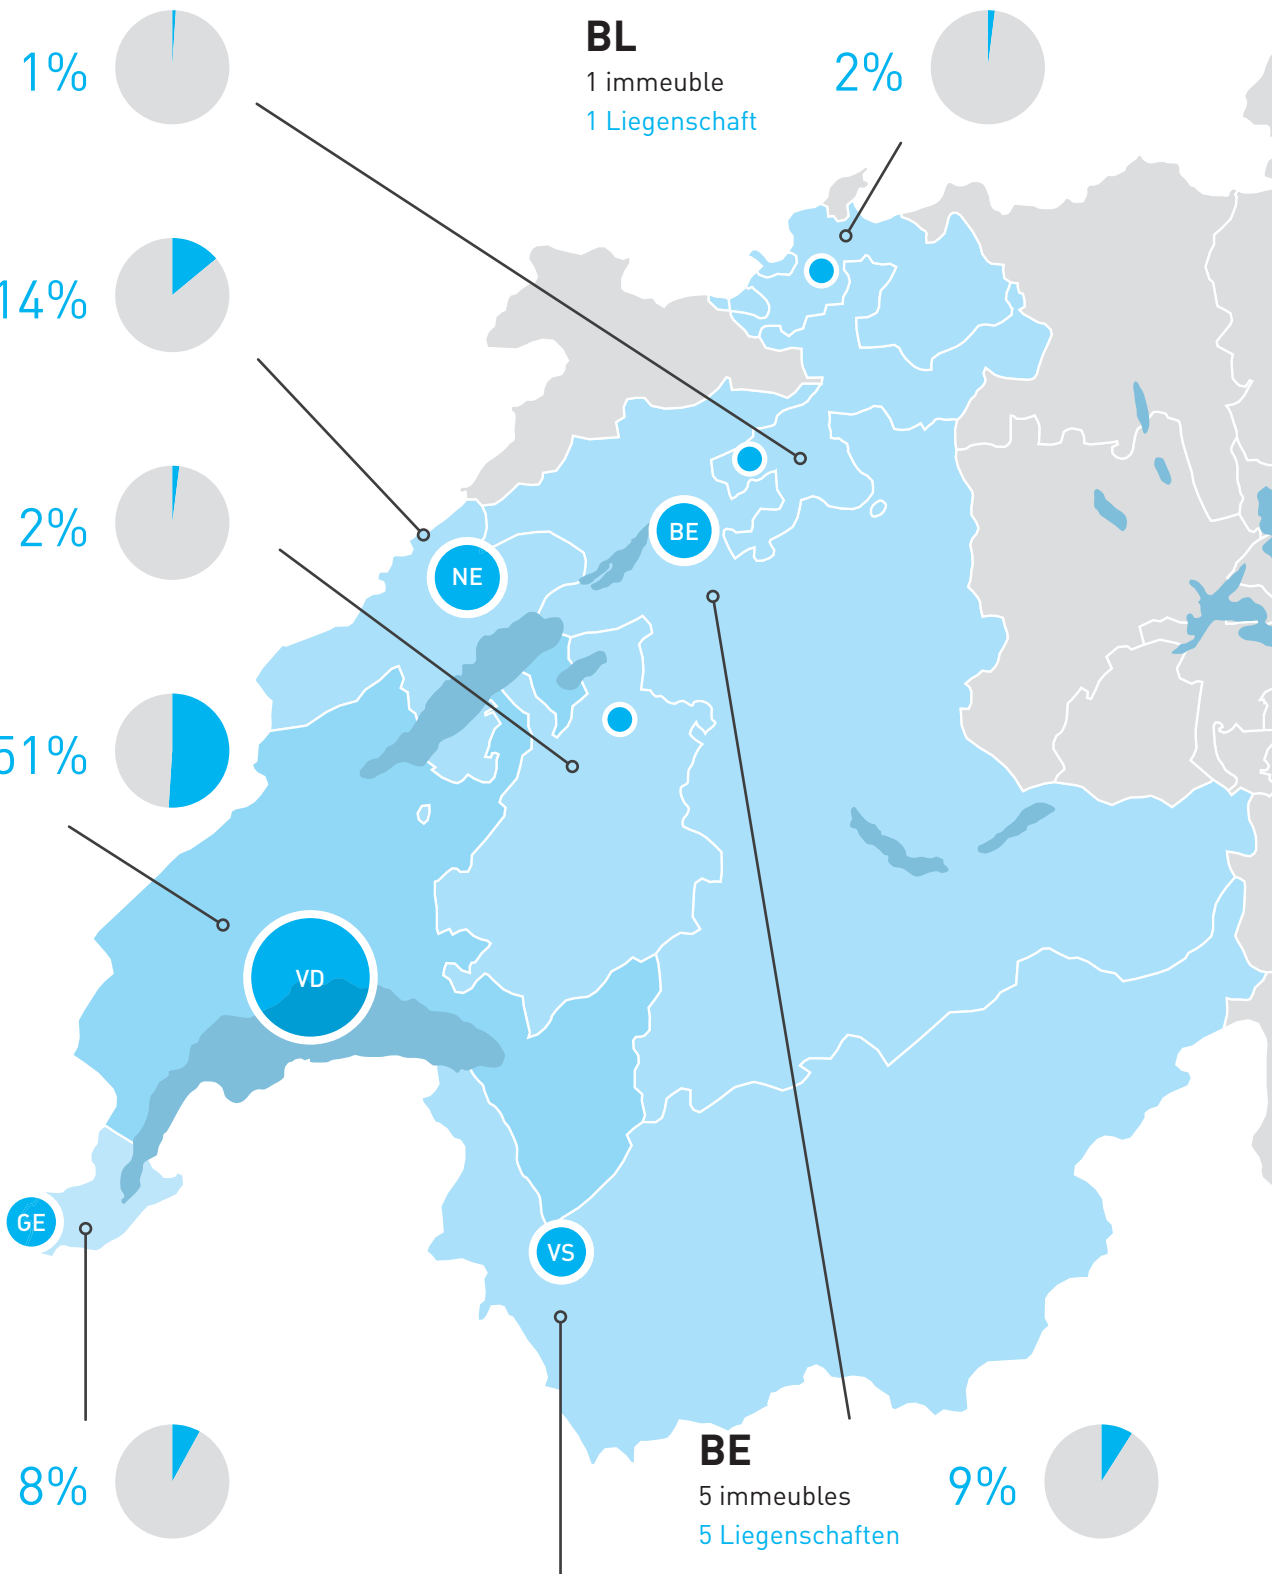 1%
BL
1 immeuble
1 Liegenschaft
2%
14%
2%
BE
NE
51%
VD
GE
VS
8%
BE
5 immeubles
5 Liegenschaften
9%